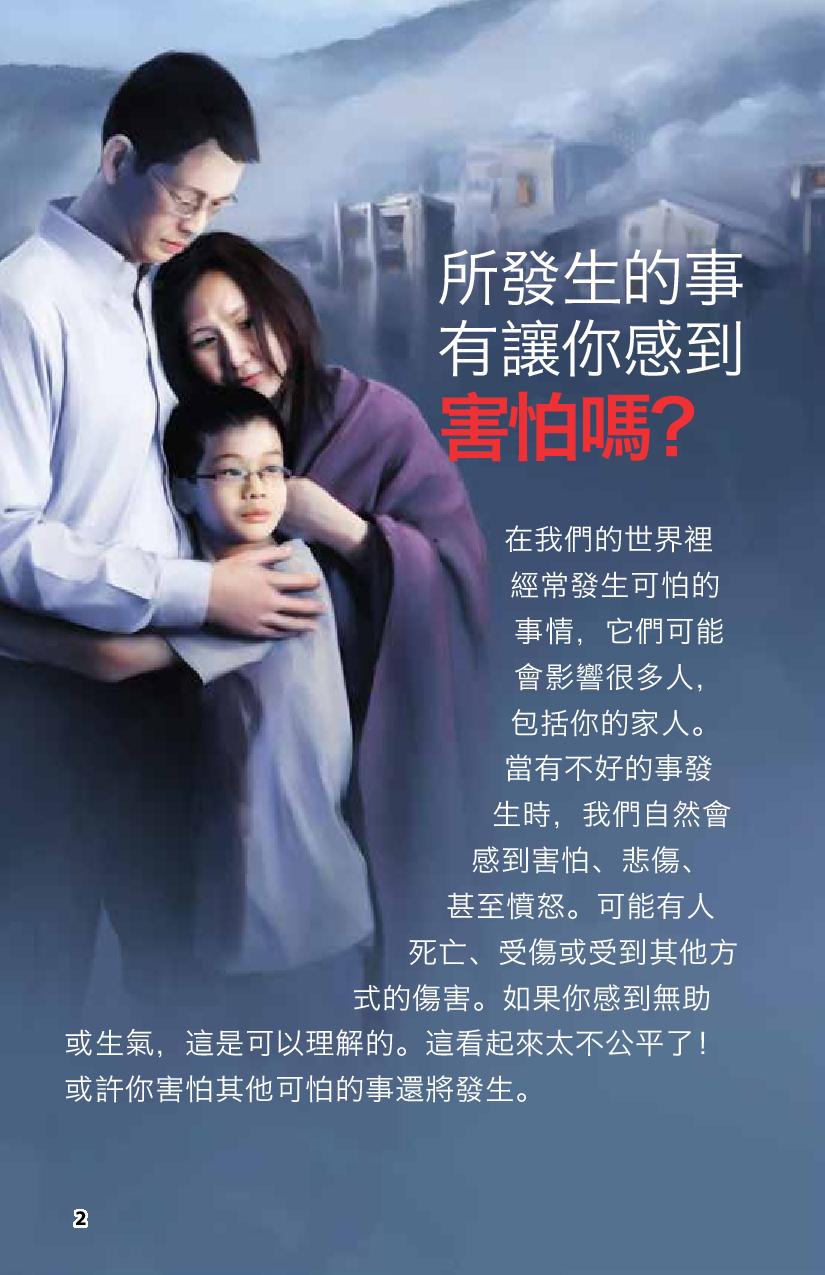 所發生的事
有讓你感到
害怕嗎?
在我們的世界裡
經常發生可怕的
事情，它們可能
會影響很多人，
包括你的家人。
當有不好的事發
生時，我們自然會
感到害怕、悲傷、
甚至憤怒。可能有人
死亡、受傷或受到其他方
式的傷害。如果你感到無助
或生氣，這是可以理解的。這看起來太不公平了！
或許你害怕其他可怕的事還將發生。
2